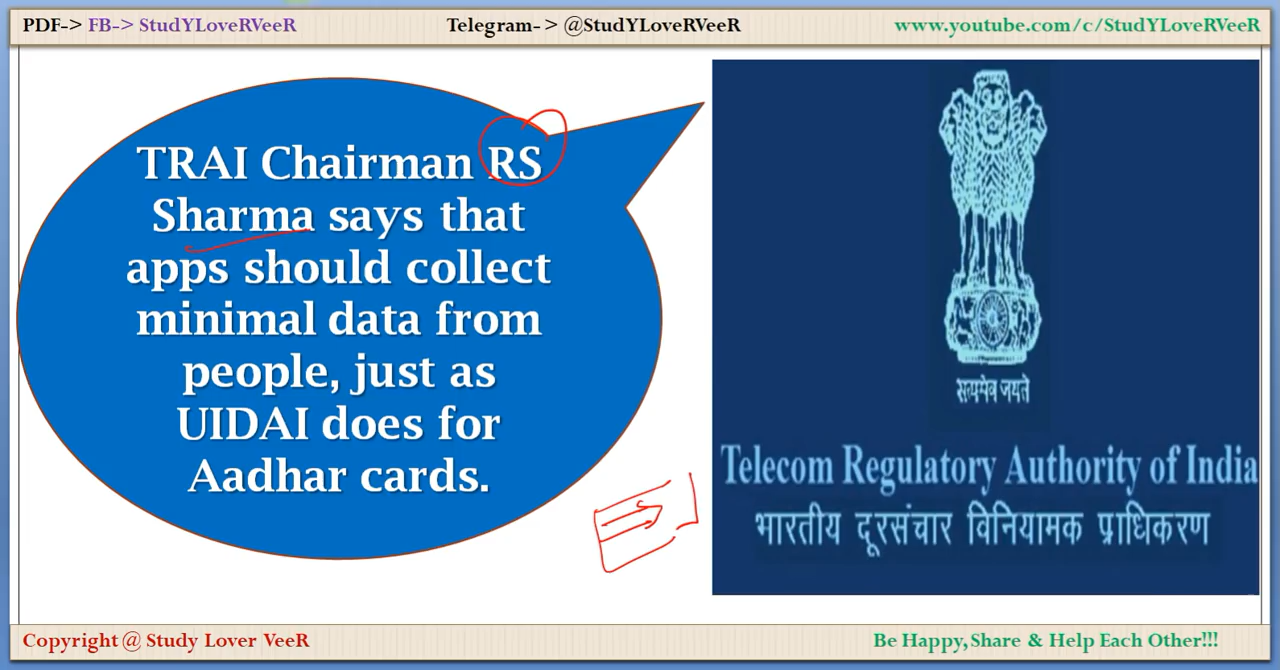 PDF-> FB-> StudYLoveRVeeR
Telegram-> @StudYLoveRVeeR
www.youtube.com/c/StudYLoveRVeeR
TRAI Chairman RS
Sharma says that
apps should collect
minimal data from
people, just as
UIDAI does for
Aadhar cards.
सत्यमेव जयते
Telecom Regulatory Authority of India
भारतीय दूरसंचार विनियामक प्राधिकरण
Copyright @ Study Lover VeeR
Be Happy,Share & Help Each Other!!!